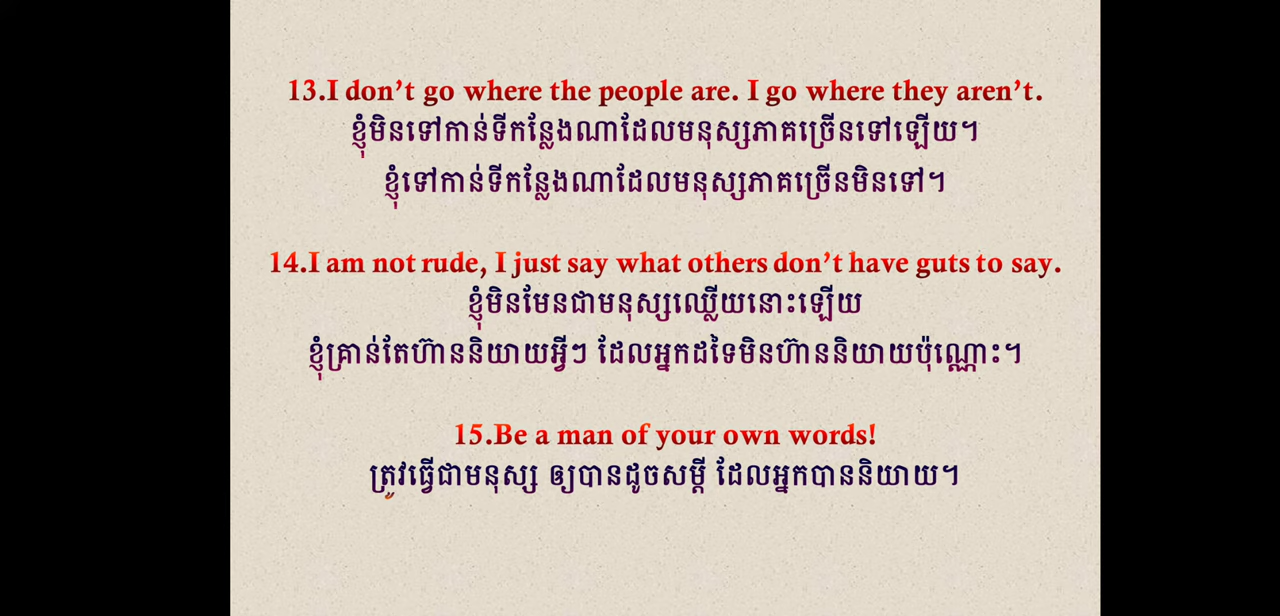 13.I don’t go where the people are. I go where they aren’t.
ខ្ញុំមិនទៅកាន់ទីកន្លែងណាដែលមនុស្សភាគច្រើនទៅឡើយ។
ខ្ញុំទៅកាន់ទីកន្លែងណាដែលមនុស្សភាគច្រើនមិនទៅ។
14.I am not rude, I just say what others don’t have guts to say.
ខ្ញុំមិនមែនជាមនុស្សឈ្លើយនោះឡើយ
ខ្ញុំគ្រាន់តែហ៊ាននិយាយអ្វីៗ ដែលអ្នកដទៃមិនហ៊ាននិយាយប៉ុណ្ណោះ។
15.Be a man of your own words!
ត្រូវធ្វើជាមនុស្ស ឲ្យបានដូចសម្ដី ដែលអ្នកបាននិយាយ។